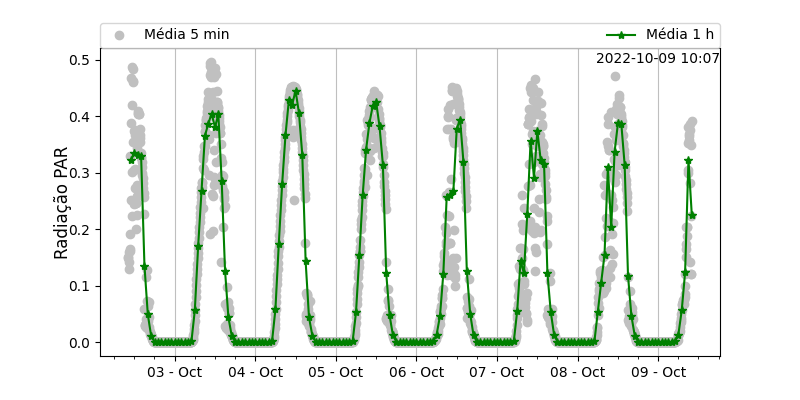 Média 5 min
Média 1 h
2022-10-09 10:07
Radiação PAR
0.5
0.4
0.3
0.2
0.1
0.0
03 - Oct
04 - Oct
05 - Oct
06 - Oct
07 - Oct
08 - Oct
09 - Oct